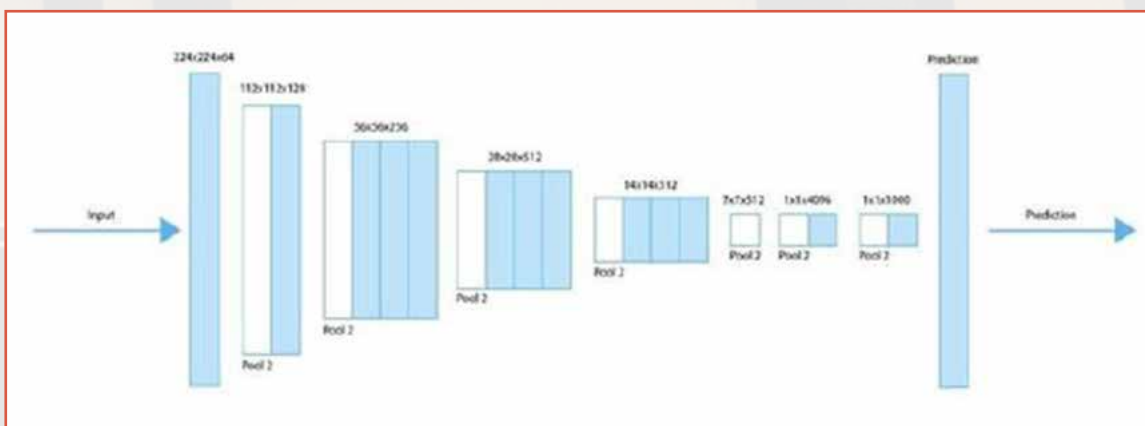 224x224x64
112x112x128
56x56x256
28x28x512
14x14x512
7x7x512
1x1x4096
1x1x1000
Prediction
Input
Prediction
Pool 2
Pool 2
Pool 2
Pool 2
Pool 2
Pool 2
Pool 2